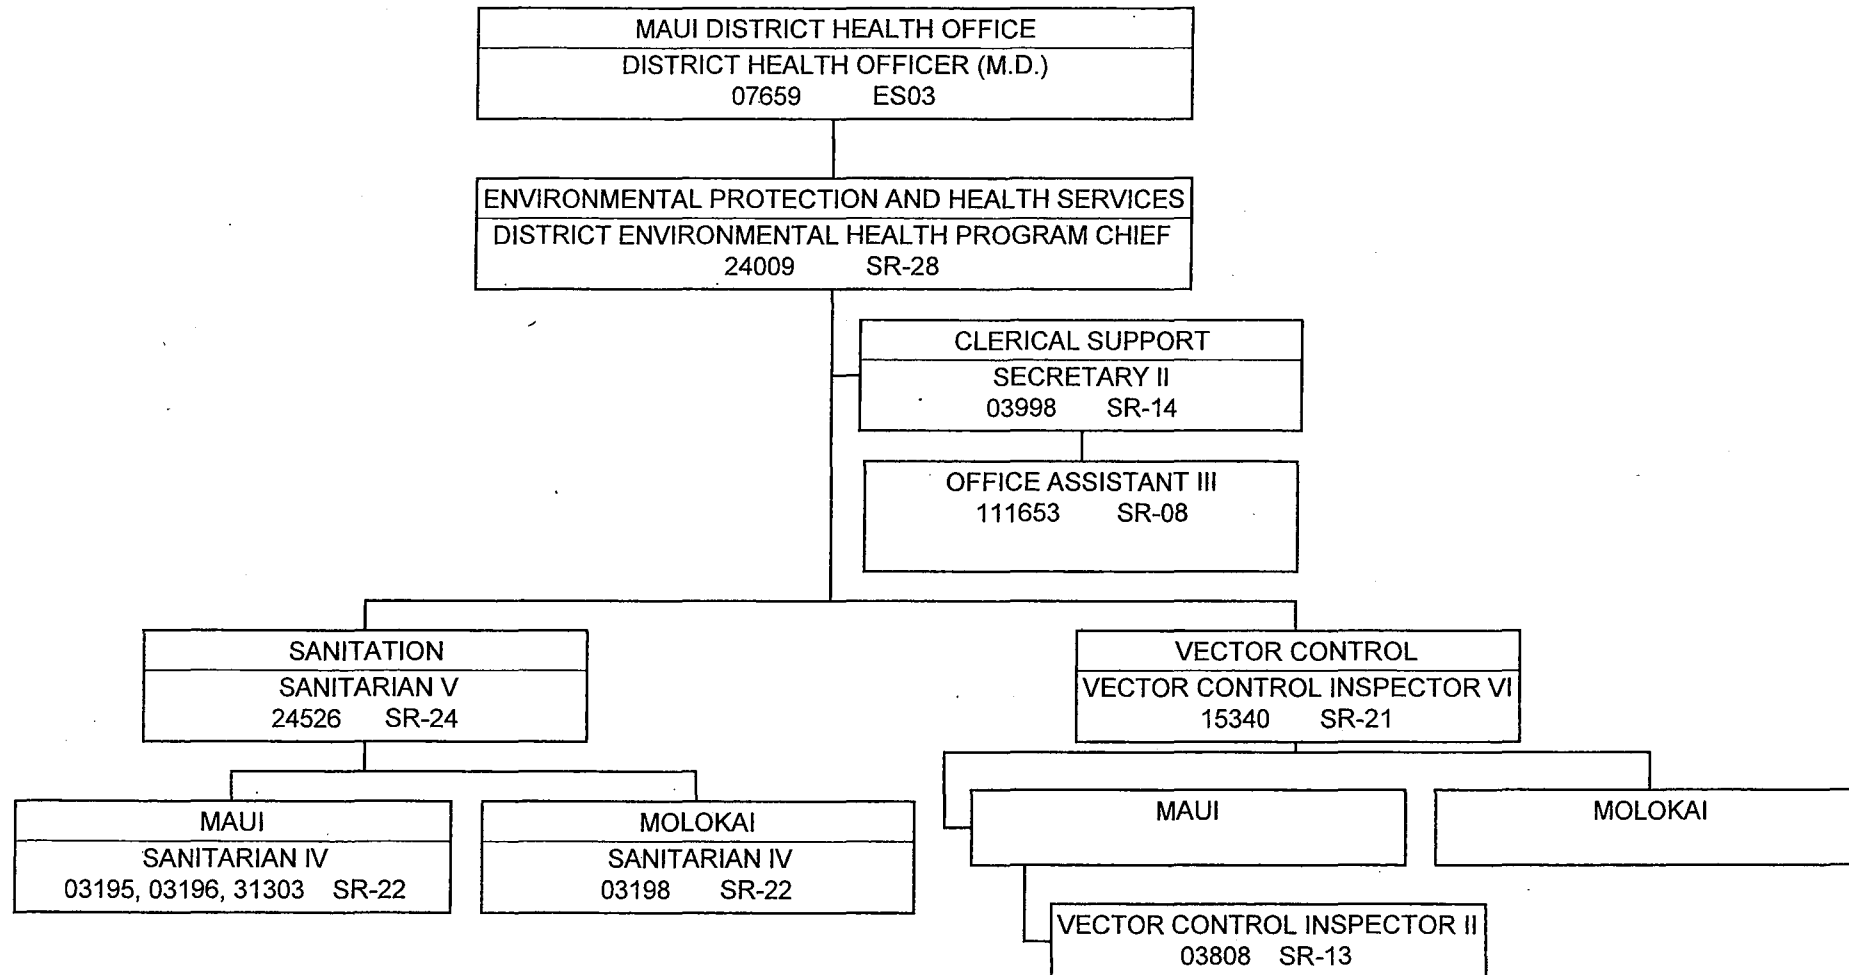 MAUI DISTRICT HEALTH OFFICE
DISTRICT HEALTH OFFICER (M.D.)
07659 ES03
ENVIRONMENTAL PROTECTION AND HEALTH SERVICES
DISTRICT ENVIRONMENTAL HEALTH PROGRAM CHIEF
24009 SR-28
CLERICAL SUPPORT
SECRETARY II
03998 SR-14
OFFICE ASSISTANT III
111653 SR-08
SANITATION
SANITARIAN V
24526 SR-24
VECTOR CONTROL
VECTOR CONTROL INSPECTOR VI
15340 SR-21
MAUI
SANITARIAN IV
03195, 03196, 31303 SR-22
MOLOKAI
SANITARIAN IV
03198 SR-22
MAUI
MOLOKAI
VECTOR CONTROL INSPECTOR II
03808 SR-13